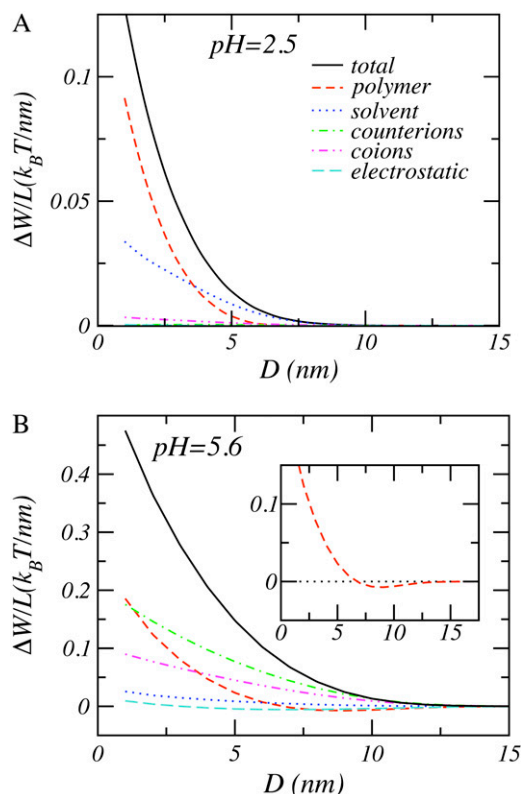 A
pH=2.5
total
polymer
solvent
counterions
coions
electrostatic
0.1
0.05
0
ΔW/L(k_BT/nm)
0 5 10 15
D (nm)
B
pH=5.6
0.4
0.3
0.2
0.1
0
ΔW/L(k_BT/nm)
0.1
0
0 5 10 15
0 5 10 15
D (nm)